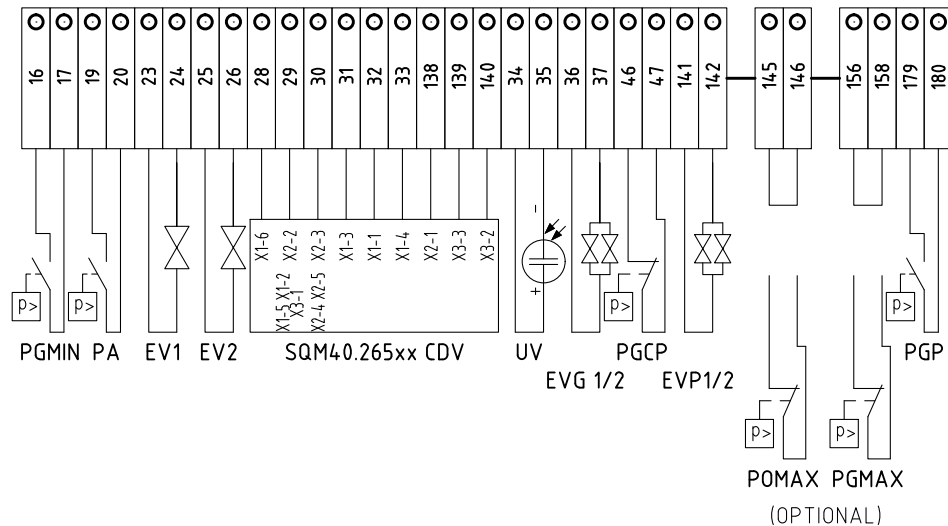 16 17 19 20 23 24 25 26 28 29 30 31 32 33 138 139 140 34 35 36 37 46 47 141 142 145 146 156 158 179 180
X1-6 X2-2 X2-3 X1-3 X1-1 X1-4 X2-1 X3-3 X3-2
X1-5 X1-2 X3-1 X2-4 X2-5
-
+
p> p> p> p>
PGMIN PA EV1 EV2 SQM40.265xx CDV UV PGCP PGP
EVG 1/2 EVP1/2
p> p>
POMAX PGMAX
(OPTIONAL)